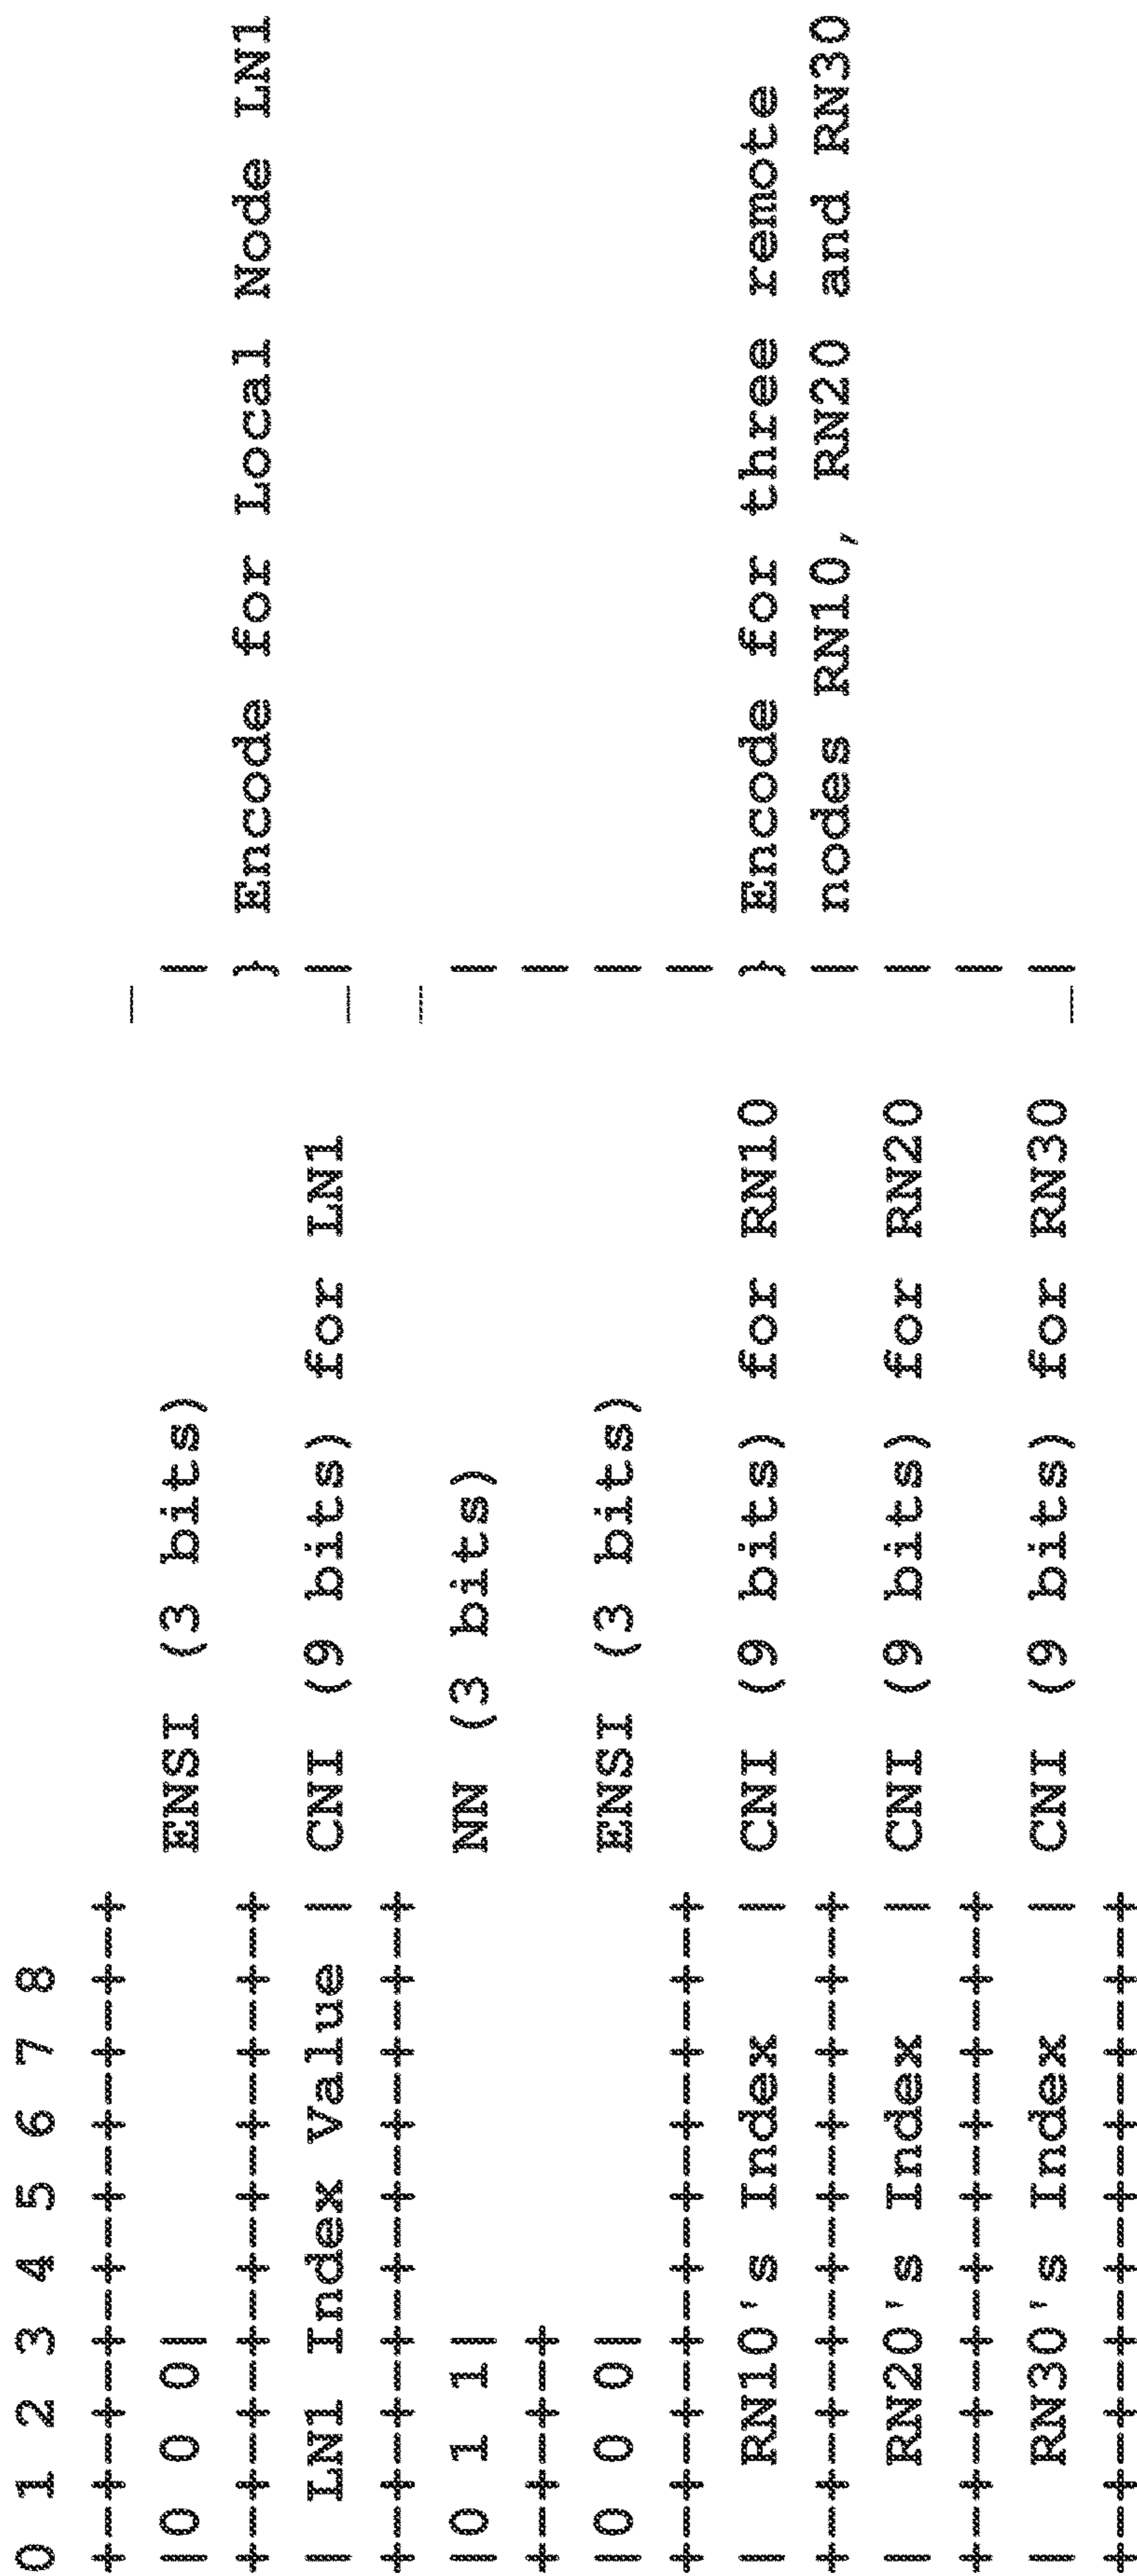 0 1 2 3 4 5 6 7 8
+--+--+--+--+--+--+--+--+--+ _
|0 0 0| ENSI (3 bits) |
+--+--+--+--+--+--+--+--+--+ } Encode for Local Node LN1
| LN1 Index Value | CNI (9 bits) for LN1 _|
+--+--+--+--+--+--+--+--+--+ _
|0 1 1| NN (3 bits) |
+--+--+--+ |
|0 0 0| ENSI (3 bits) |
+--+--+--+--+--+--+--+--+--+ |
| RN10's Index | CNI (9 bits) for RN10 } Encode for three remote
+--+--+--+--+--+--+--+--+--+ | nodes RN10, RN20 and RN30
| RN20's Index | CNI (9 bits) for RN20 |
+--+--+--+--+--+--+--+--+--+ |
| RN30's Index | CNI (9 bits) for RN30 _|
+--+--+--+--+--+--+--+--+--+